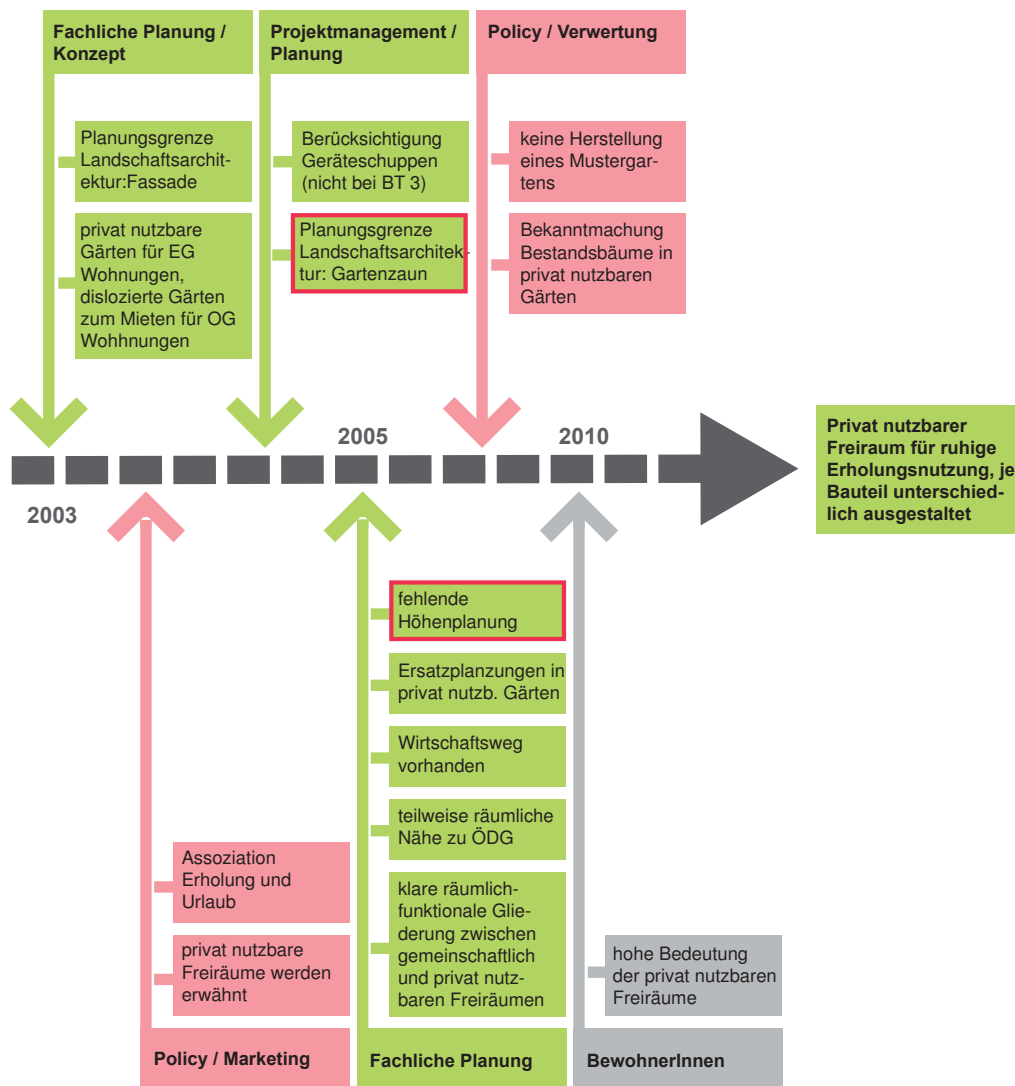 Fachliche Planung /
Konzept
Projektmanagement /
Planung
Policy / Verwertung
Planungsgrenze
Landschaftsarchit-
ektur:Fassade
privat nutzbare
Gärten für EG
Wohnungen,
dislozierte Gärten
zum Mieten für OG
Wohhnungen
Berücksichtigung
Geräteschuppen
(nicht bei BT 3)
Planungsgrenze
Landschaftsarchitek-
tur: Gartenzaun
keine Herstellung
eines Mustergar-
tens
Bekanntmachung
Bestandsbäume in
privat nutzbaren
Gärten
2005
2010
2003
Privat nutzbarer
Freiraum für ruhige
Erholungsnutzung, je
Bauteil unterschied-
lich ausgestaltet
Assoziation
Erholung und
Urlaub
privat nutzbare
Freiräume werden
erwähnt
Policy / Marketing
fehlende
Höhenplanung
Ersatzplanzungen in
privat nutzb. Gärten
Wirtschaftsweg
vorhanden
teilweise räumliche
Nähe zu ÖDG
klare räumlich-
funktionale Glie-
derung zwischen
gemeinschaftlich
und privat nutz-
baren Freiräumen
Fachliche Planung
hohe Bedeutung
der privat nutzbaren
Freiräume
BewohnerInnen